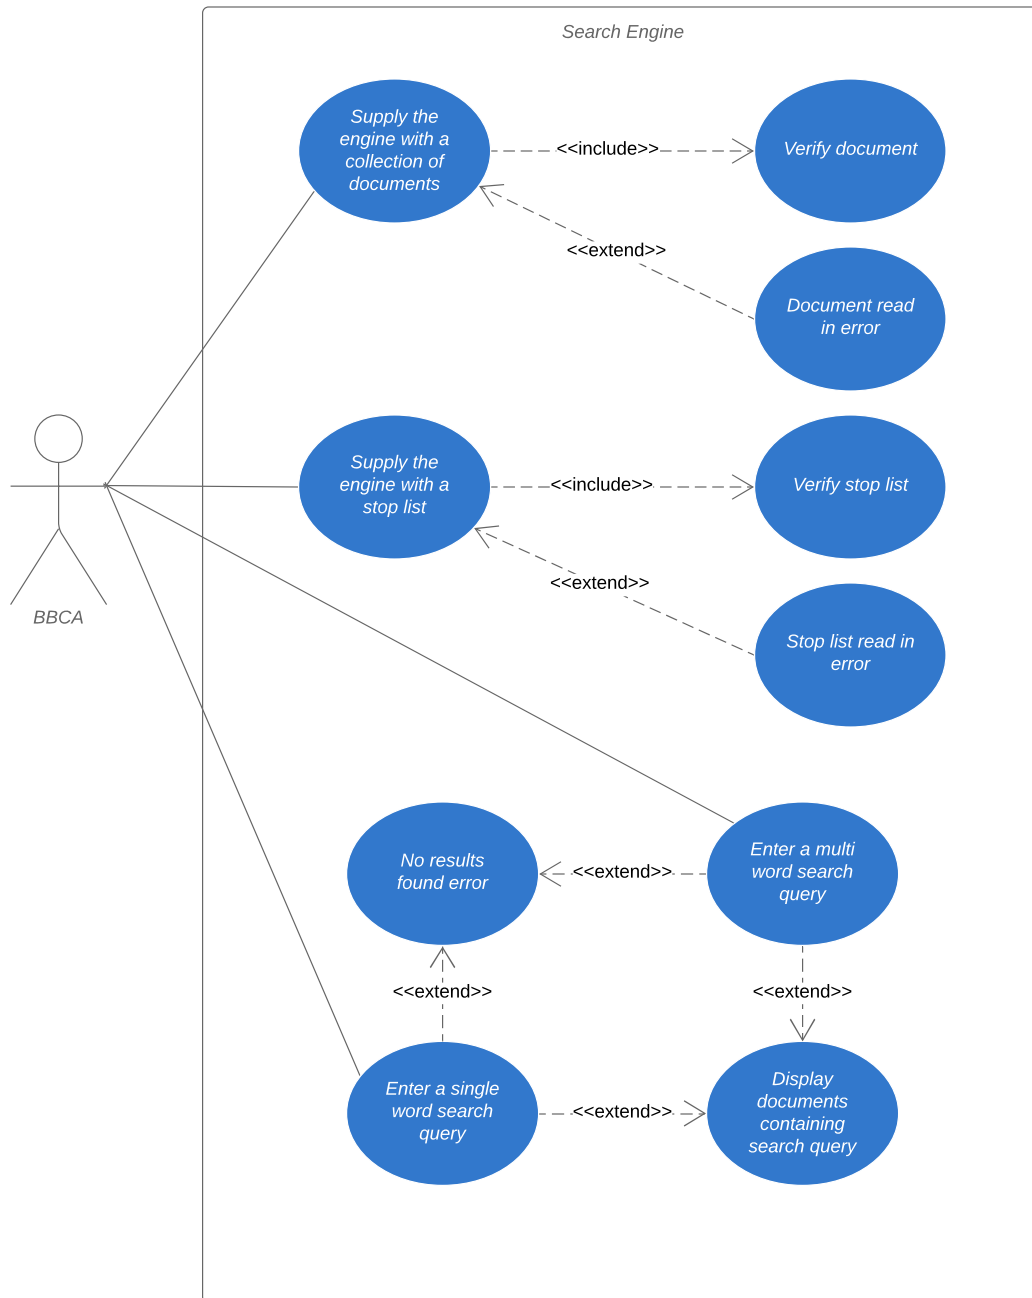 Search Engine
Supply the
engine with a
collection of
documents
<<include>>
Verify document
<<extend>>
Document read
in error
Supply the
engine with a
stop list
<<include>>
Verify stop list
<<extend>>
Stop list read in
error
BBCA
No results
found error
<<extend>>
Enter a multi
word search
query
<<extend>>
<<extend>>
Enter a single
word search
query
<<extend>>
Display
documents
containing
search query